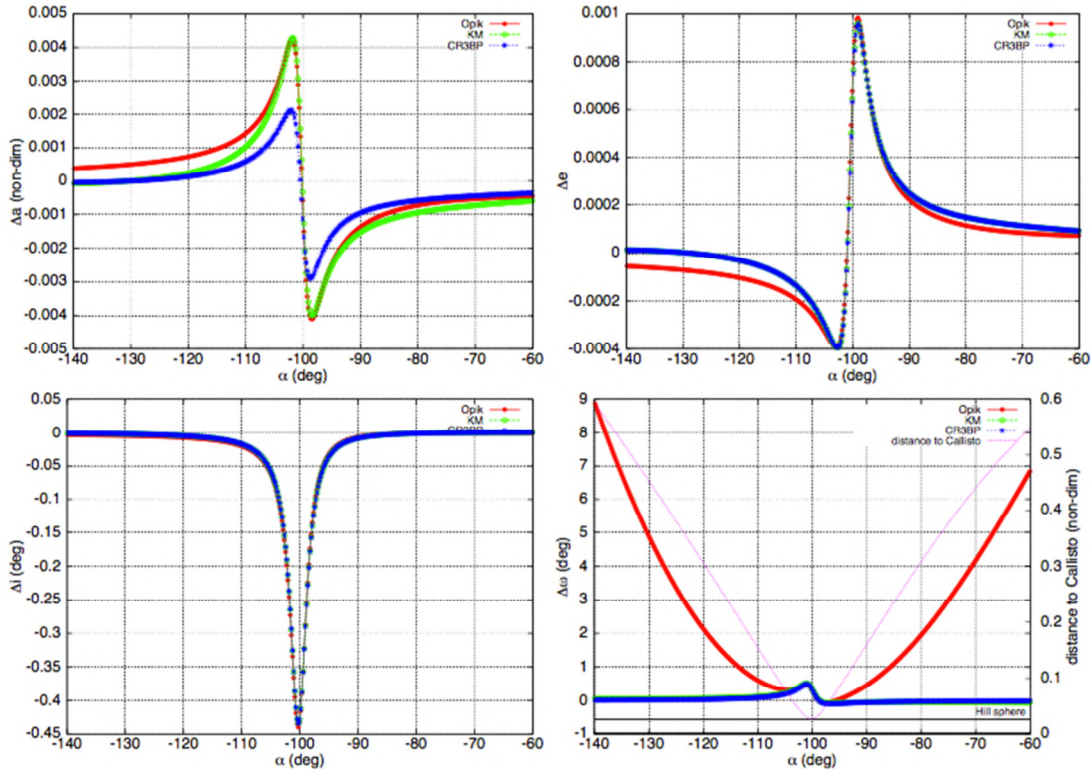 0.005
0.004
0.003
0.002
0.001
0
-0.001
-0.002
-0.003
-0.004
-0.005
Δa (non-dim)
Opik
KM
CR3BP
-140 -130 -120 -110 -100 -90 -80 -70 -60
α (deg)
0.001
0.0008
0.0006
0.0004
0.0002
0
-0.0002
-0.0004
Δe
Opik
KM
CR3BP
-140 -130 -120 -110 -100 -90 -80 -70 -60
α (deg)
0.05
0
-0.05
-0.1
-0.15
-0.2
-0.25
-0.3
-0.35
-0.4
-0.45
Δi (deg)
Opik
KM
CR3BP
-140 -130 -120 -110 -100 -90 -80 -70 -60
α (deg)
9
8
7
6
5
4
3
2
1
0
-1
Δω (deg)
Opik
KM
CR3BP
distance to Callisto
Hill sphere
0.6
0.5
0.4
0.3
0.2
0.1
0
distance to Callisto (non-dim)
-140 -130 -120 -110 -100 -90 -80 -70 -60
α (deg)